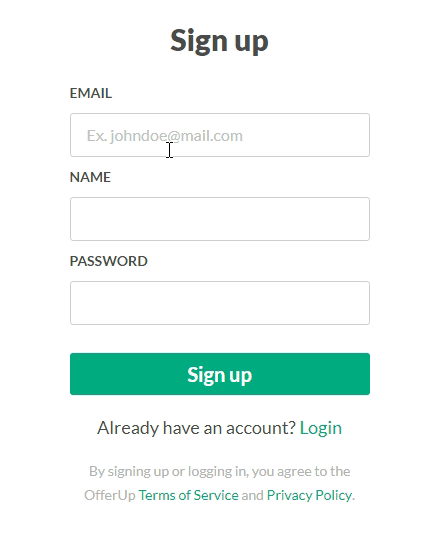 Sign up
EMAIL
Ex. johndoe@mail.com
NAME
PASSWORD
Sign up
Already have an account? Login
By signing up or logging in, you agree to the
OfferUp Terms of Service and Privacy Policy.